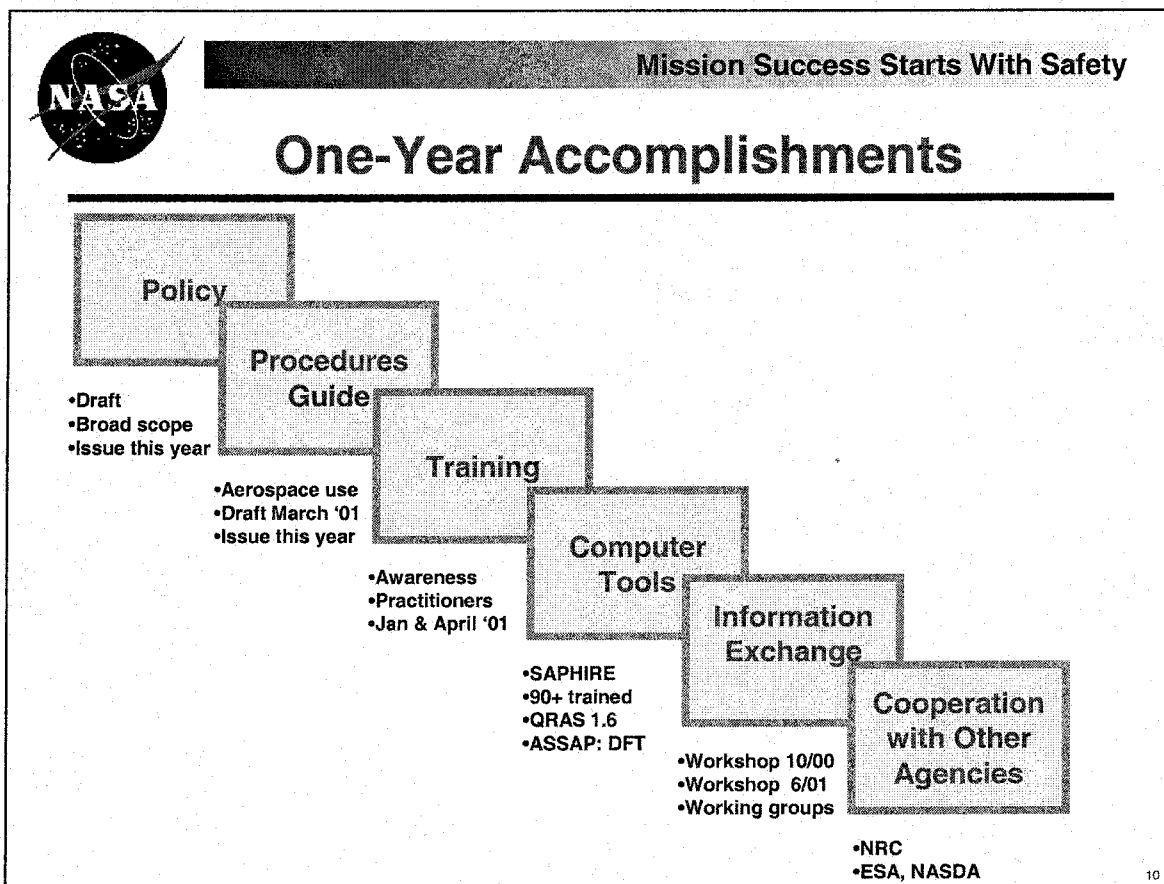 NASA
Mission Success Starts With Safety
One-Year Accomplishments
Policy
•Draft
•Broad scope
•Issue this year
Procedures
Guide
•Aerospace use
•Draft March ‘01
•Issue this year
Training
•Awareness
•Practitioners
•Jan & April ‘01
Computer
Tools
•SAPHIRE
•90+ trained
•QRAS 1.6
•ASSAP: DFT
Information
Exchange
•Workshop 10/00
•Workshop 6/01
•Working groups
Cooperation
with Other
Agencies
•NRC
•ESA, NASDA
10